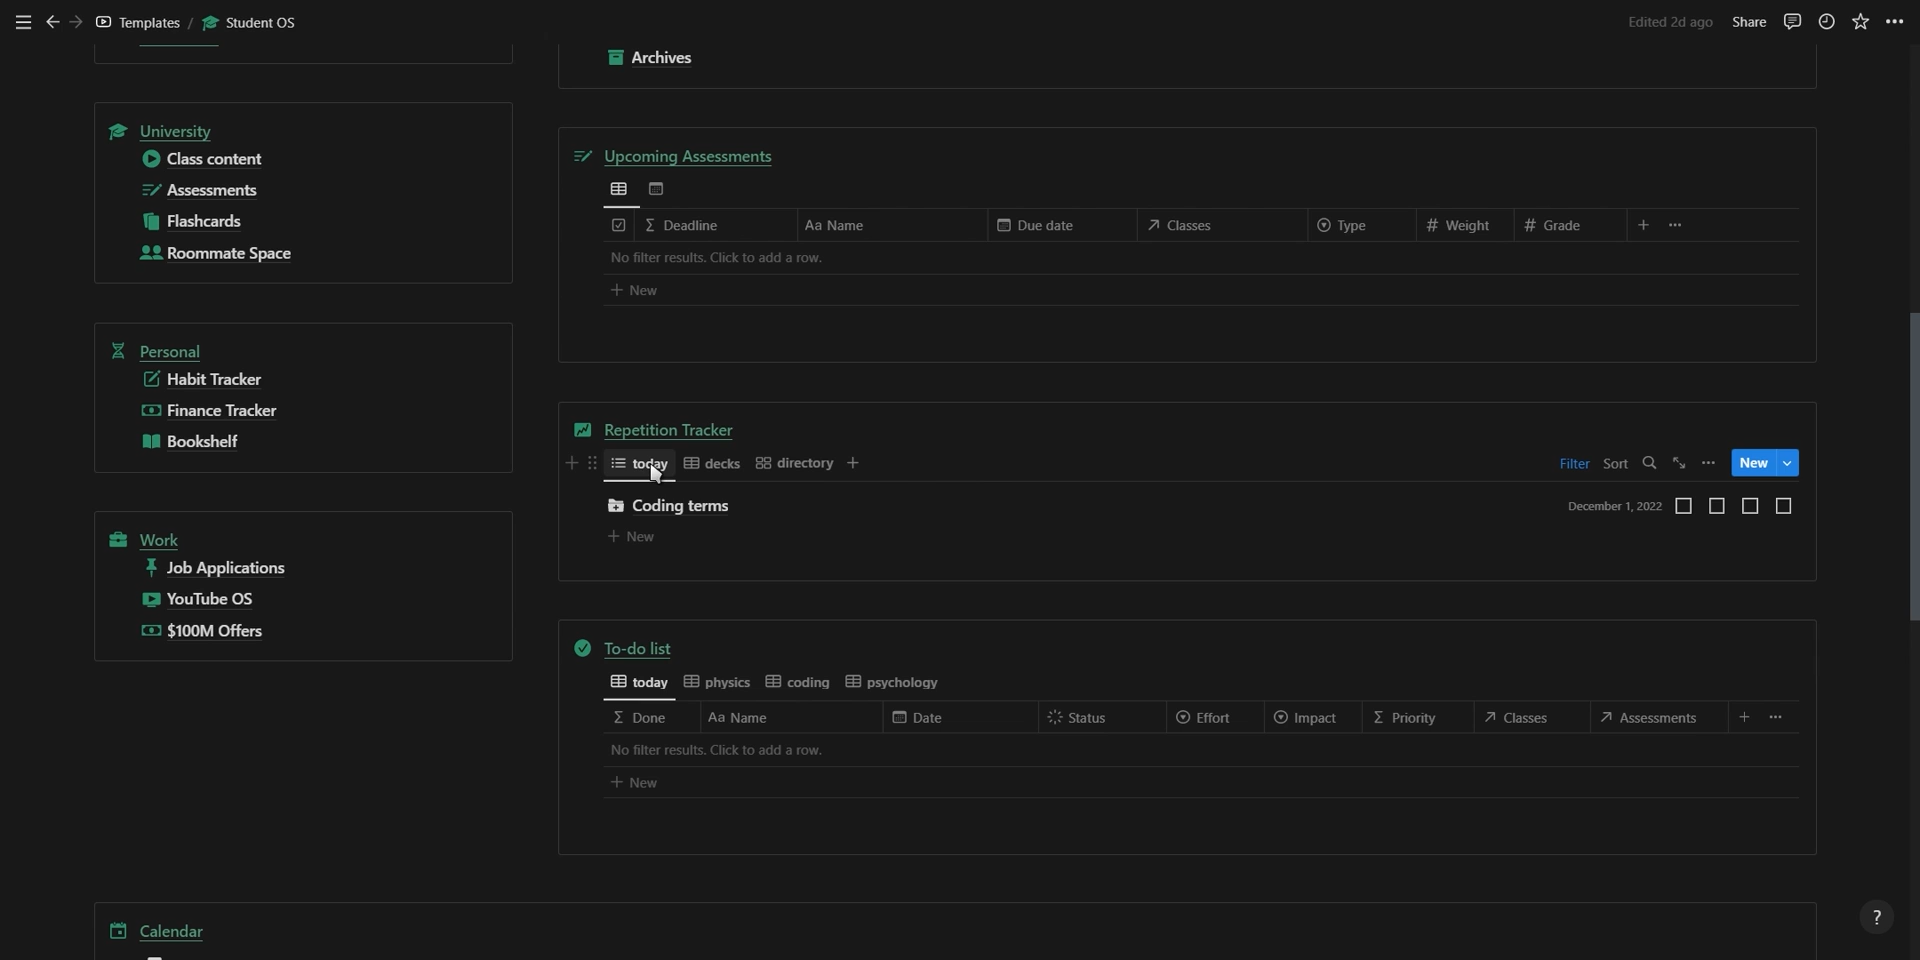 Templates / Student OS
Edited 2d ago Share
Archives
University
Class content
Assessments
Flashcards
Roommate Space
Personal
Habit Tracker
Finance Tracker
Bookshelf
Work
Job Applications
YouTube OS
$100M Offers
Upcoming Assessments
Σ Deadline Aa Name Due date Classes Type # Weight # Grade + ...
No filter results. Click to add a row.
+ New
Repetition Tracker
today decks directory + Filter Sort ... New
Coding terms December 1, 2022
+ New
To-do list
today physics coding psychology
Σ Done Aa Name Date Status Effort Impact Σ Priority Classes Assessments + ...
No filter results. Click to add a row.
+ New
Calendar
?